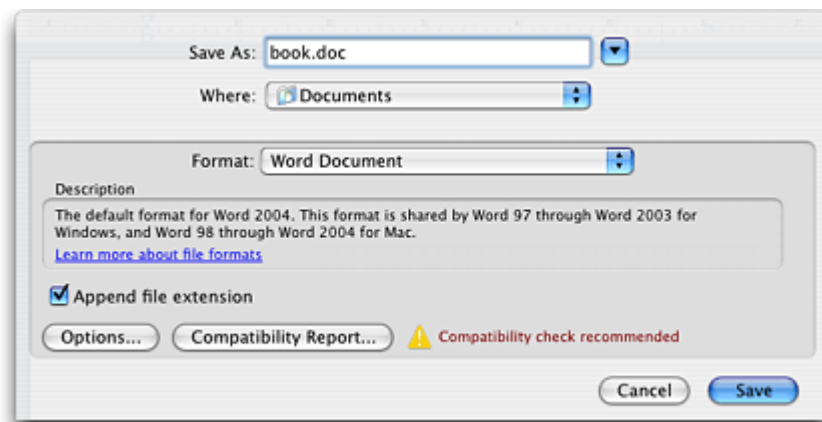 Save As: book.doc
Where: Documents
Format: Word Document
Description
The default format for Word 2004. This format is shared by Word 97 through Word 2003 for
Windows, and Word 98 through Word 2004 for Mac.
Learn more about file formats
Append file extension
Options... Compatibility Report... Compatibility check recommended
Cancel Save